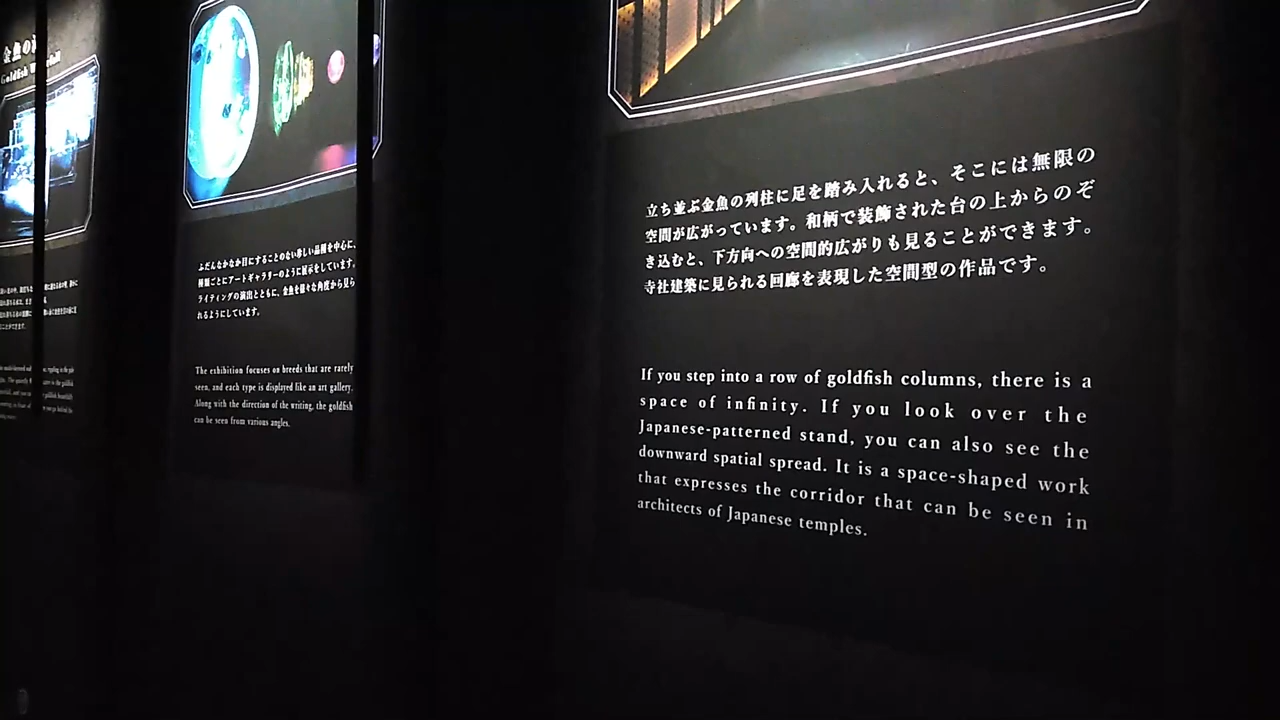 金魚の
Goldfish
ふだんなかなか目にすることのない珍しい品種を中心に、
種類ごとにアートギャラリーのように展示をしています。
ライティングの演出とともに、金魚を様々な角度から見ら
れるようにしています。
The exhibition focuses on breeds that are rarely
seen, and each type is displayed like an art gallery.
Along with the direction of the writing, the goldfish
can be seen from various angles.
立ち並ぶ金魚の列柱に足を踏み入れると、そこには無限の
空間が広がっています。和柄で装飾された台の上からのぞ
き込むと、下方向への空間的広がりも見ることができます。
寺社建築に見られる回廊を表現した空間型の作品です。
If you step into a row of goldfish columns, there is a
space of infinity. If you look over the
Japanese-patterned stand, you can also see the
downward spatial spread. It is a space-shaped work
that expresses the corridor that can be seen in
architects of Japanese temples.